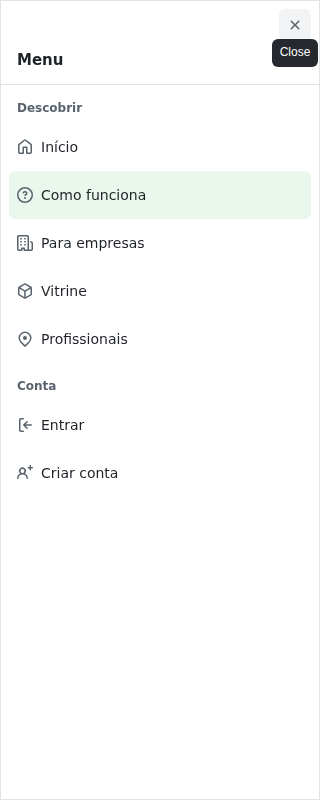 Close
Menu
Descobrir
Início
Como funciona
Para empresas
Vitrine
Profissionais
Conta
Entrar
Criar conta